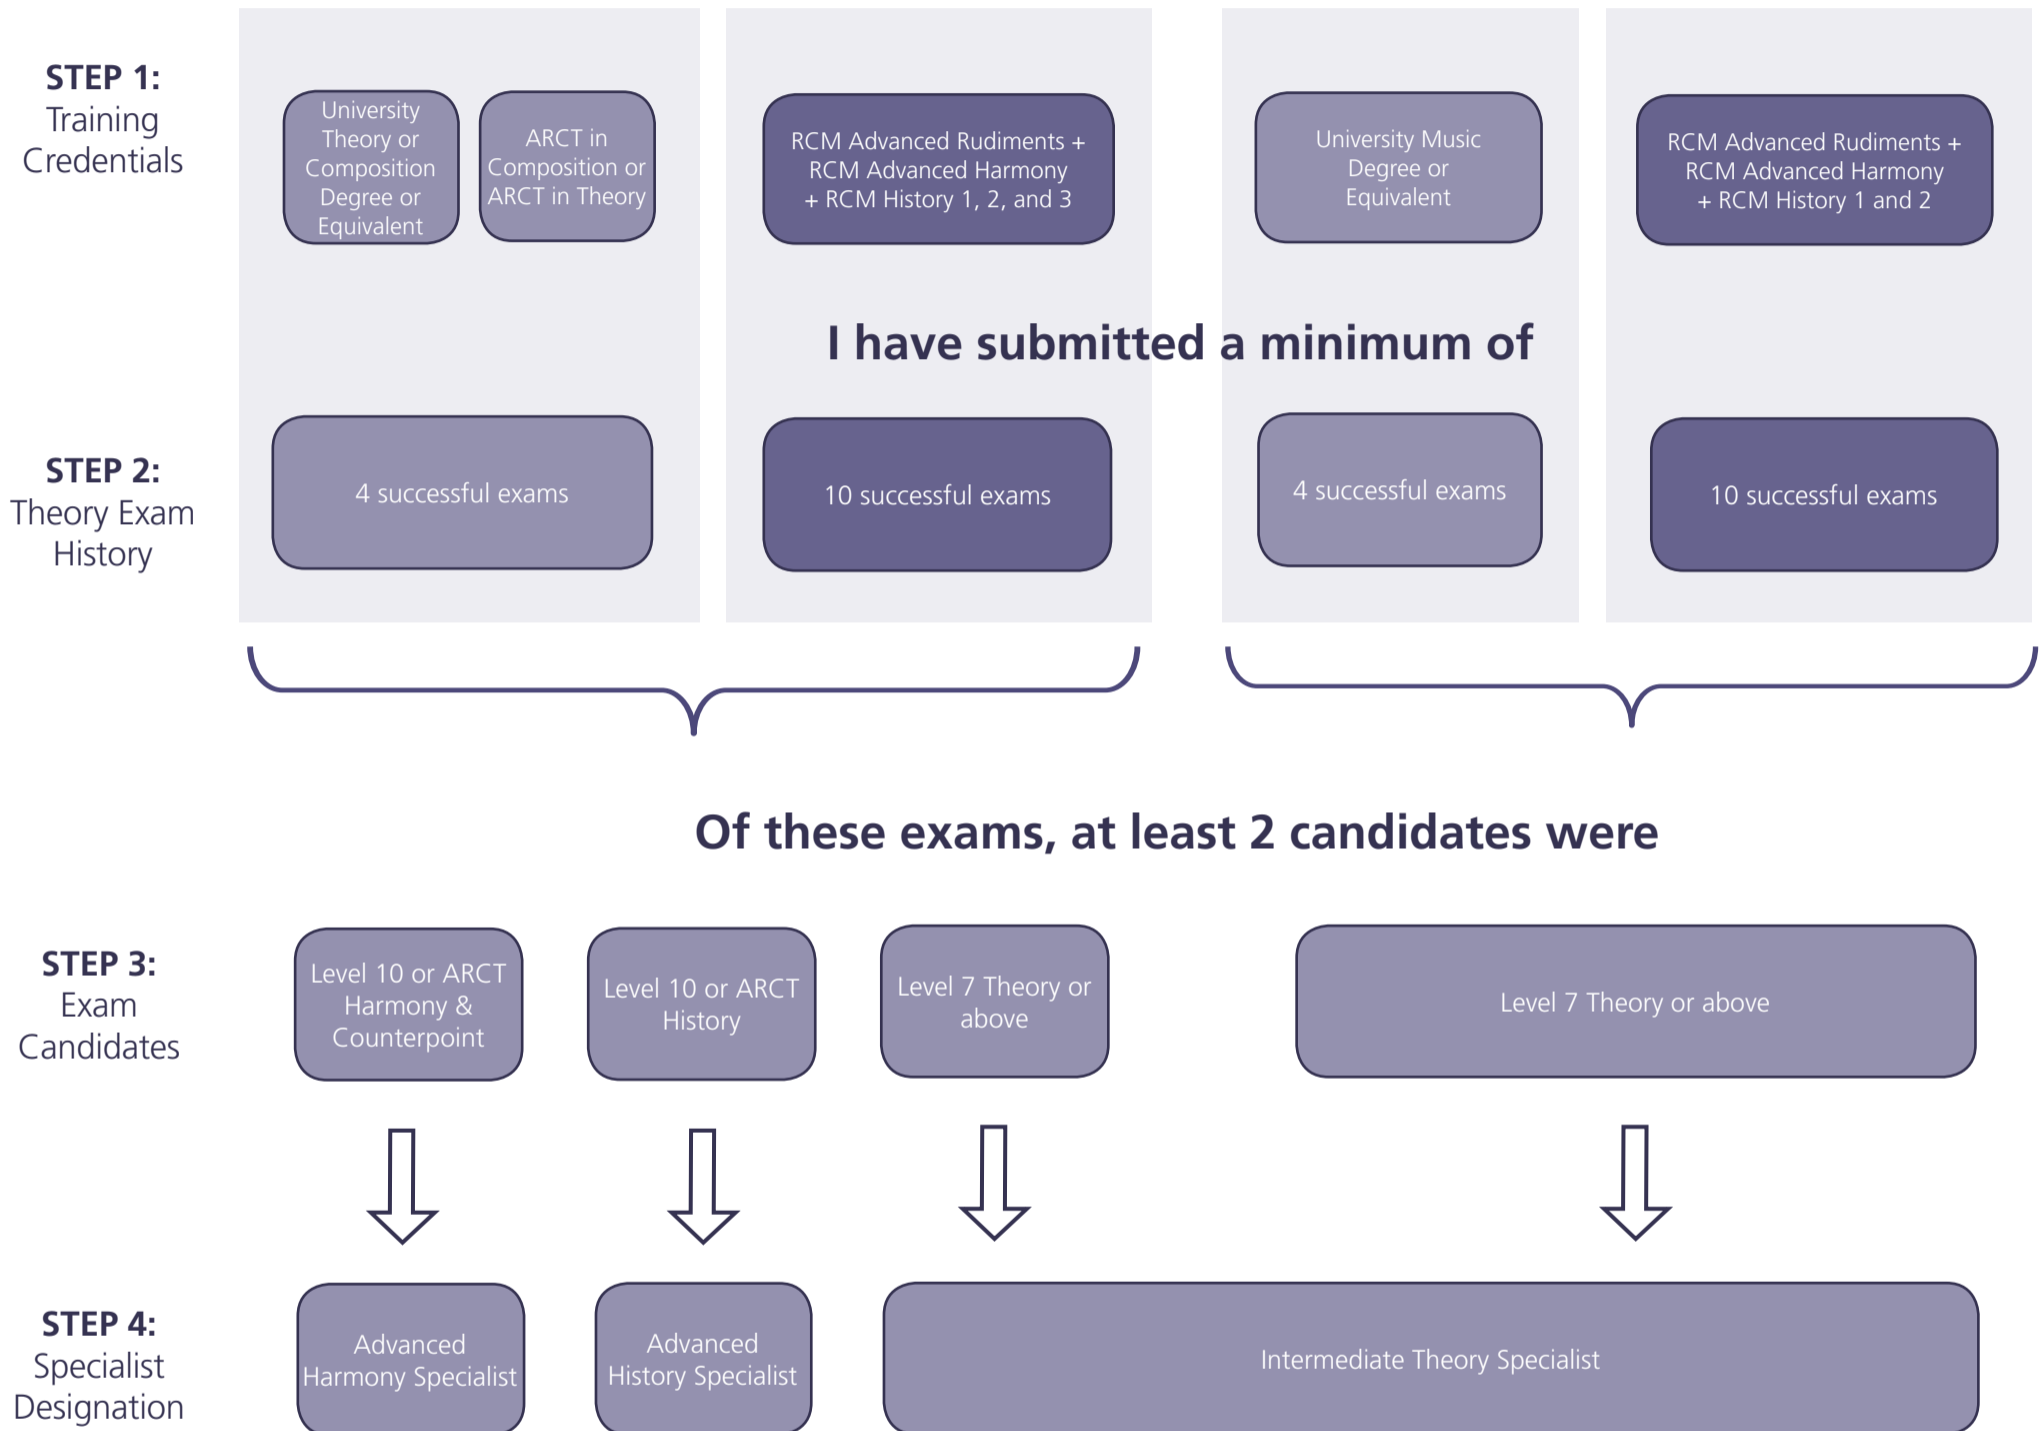 STEP 1:
Training
Credentials
University
Theory or
Composition
Degree or
Equivalent
ARCT in
Composition or
ARCT in Theory
RCM Advanced Rudiments +
RCM Advanced Harmony
+ RCM History 1, 2, and 3
University Music
Degree or
Equivalent
RCM Advanced Rudiments +
RCM Advanced Harmony
+ RCM History 1 and 2
I have submitted a minimum of
STEP 2:
Theory Exam
History
4 successful exams
10 successful exams
4 successful exams
10 successful exams
Of these exams, at least 2 candidates were
STEP 3:
Exam
Candidates
Level 10 or ARCT
Harmony &
Counterpoint
Level 10 or ARCT
History
Level 7 Theory or
above
Level 7 Theory or above
STEP 4:
Specialist
Designation
Advanced
Harmony Specialist
Advanced
History Specialist
Intermediate Theory Specialist